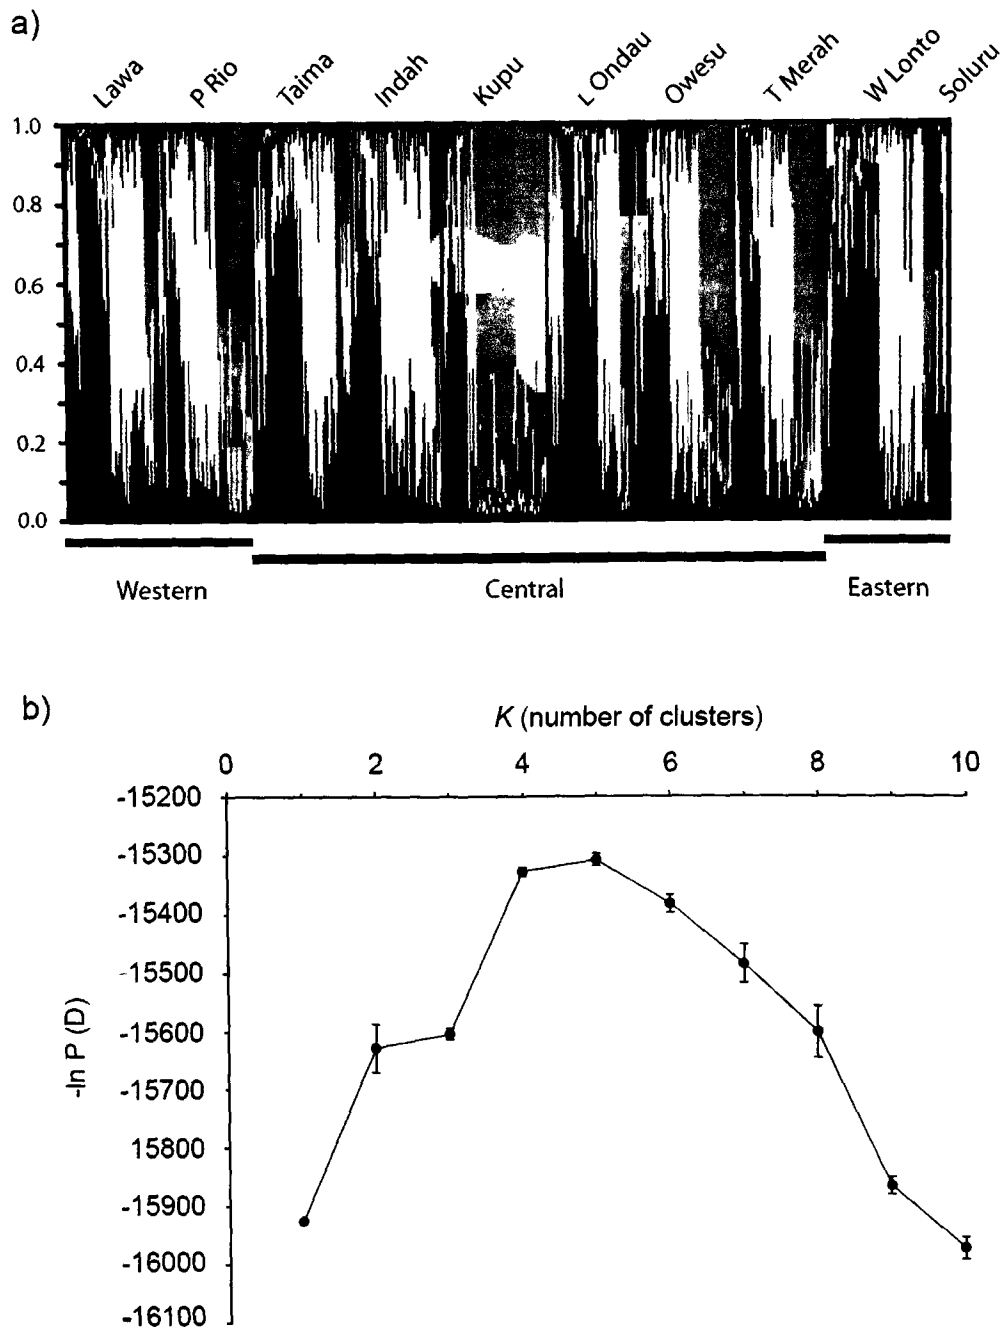 a)
Lawa P Rio Taima Indah Kupu L Ondau Owesu T Merah W Lonto Soluru
1.0
0.8
0.6
0.4
0.2
0.0
Western Central Eastern
b)
K (number of clusters)
0 2 4 6 8 10
-15200
-15300
-15400
-15500
-15600
-15700
15800
-15900
-16000
-16100
-ln P (D)